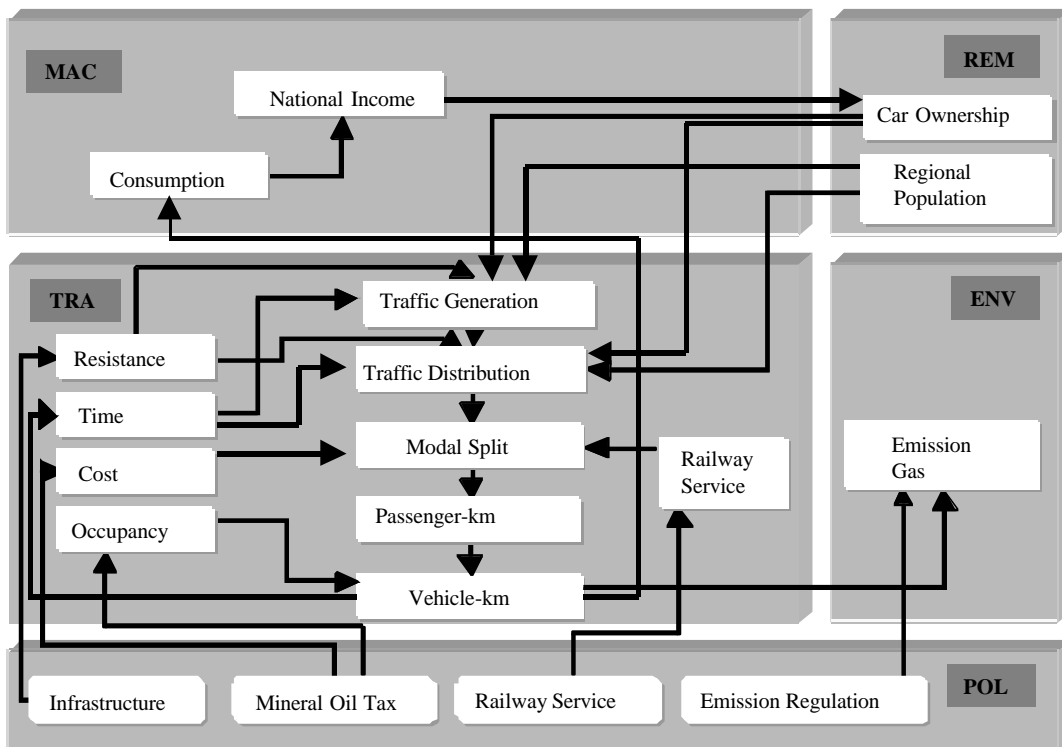 MAC
REM
National Income
Car Ownership
Consumption
Regional
Population
TRA
ENV
Traffic Generation
Resistance
Traffic Distribution
Time
Modal Split
Cost
Railway
Service
Emission
Gas
Occupancy
Passenger-km
Vehicle-km
Infrastructure
Mineral Oil Tax
Railway Service
Emission Regulation
POL